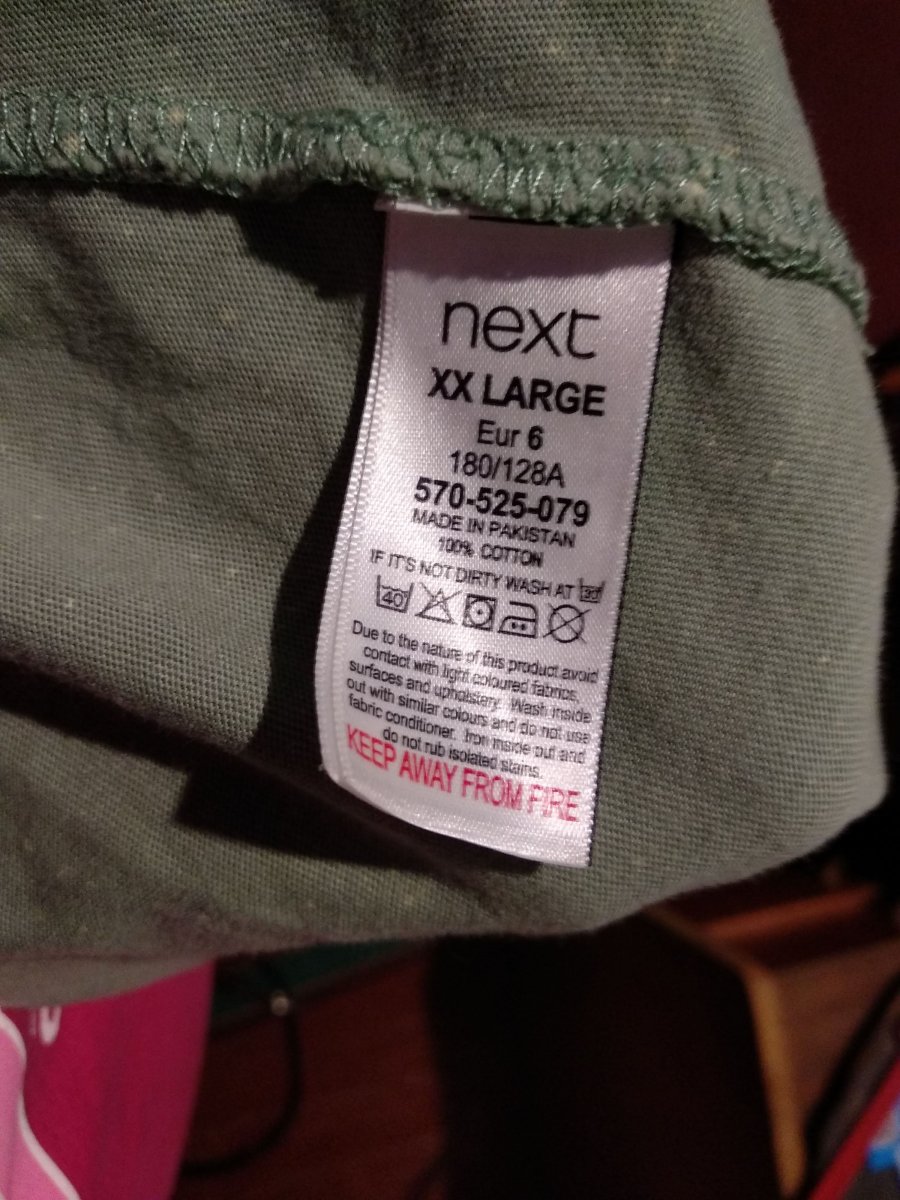 next
XX LARGE
Eur 6
180/128A
570-525-079
MADE IN PAKISTAN
100% COTTON
IF IT'S NOT DIRTY WASH AT 30
40
Due to the nature of this product avoid
contact with light coloured fabrics,
surfaces and upholstery. Wash inside
out with similar colours and do not use
fabric conditioner. Iron inside out and
do not rub isolated stains.
KEEP AWAY FROM FIRE